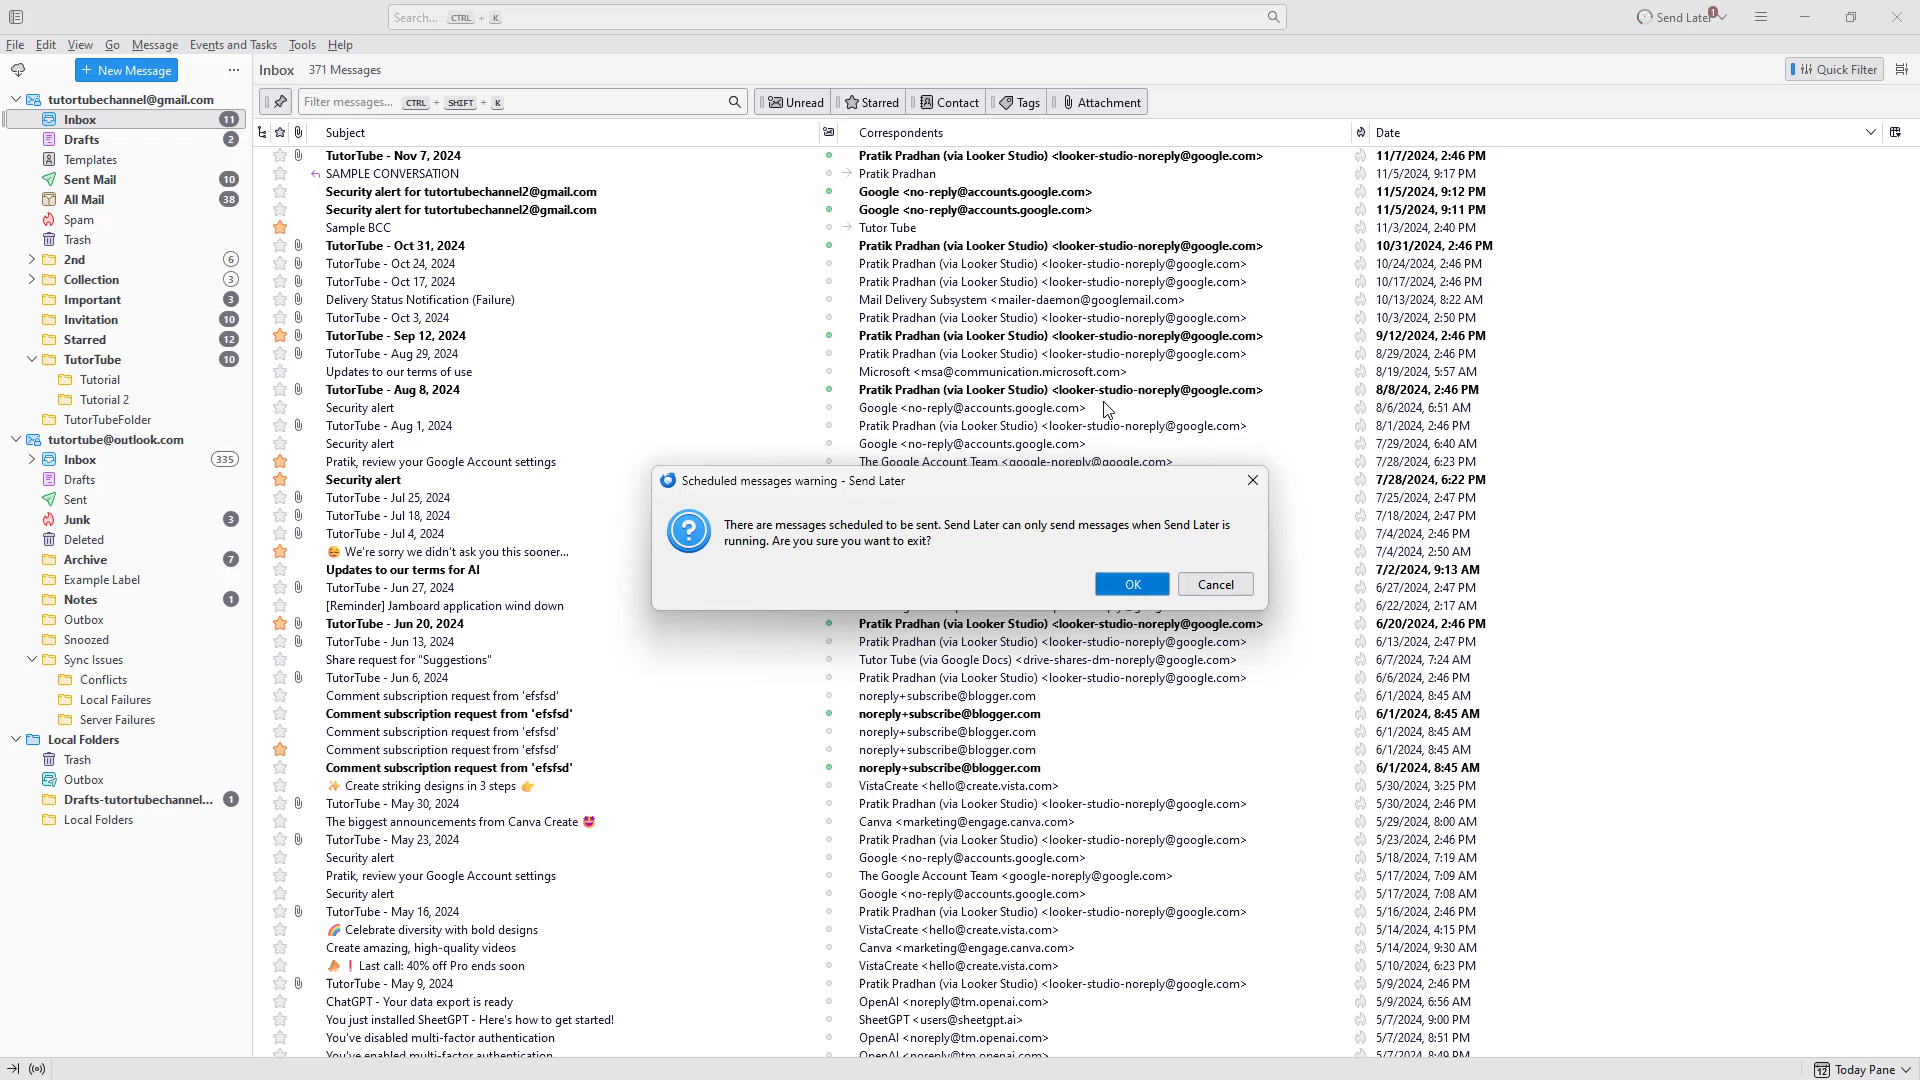 Search... CTRL + K
Send Later 1
File Edit View Go Message Events and Tasks Tools Help
+ New Message
Inbox 371 Messages
Quick Filter
Filter messages... CTRL + SHIFT + K
Unread Starred Contact Tags Attachment
tutortubechannel@gmail.com
Inbox 11
Drafts 2
Templates
Sent Mail 10
All Mail 38
Spam
Trash
2nd 6
Collection 3
Important 3
Invitation 10
Starred 12
TutorTube 10
Tutorial
Tutorial 2
TutorTubeFolder
tutortube@outlook.com
Inbox 335
Drafts
Sent
Junk 3
Deleted
Archive 7
Example Label
Notes 1
Outbox
Snoozed
Sync Issues
Conflicts
Local Failures
Server Failures
Local Folders
Trash
Outbox
Drafts-tutortubechannel... 1
Local Folders
Subject Correspondents Date
TutorTube - Nov 7, 2024 Pratik Pradhan (via Looker Studio) <looker-studio-noreply@google.com> 11/7/2024, 2:46 PM
SAMPLE CONVERSATION Pratik Pradhan 11/5/2024, 9:17 PM
Security alert for tutortubechannel2@gmail.com Google <no-reply@accounts.google.com> 11/5/2024, 9:12 PM
Security alert for tutortubechannel2@gmail.com Google <no-reply@accounts.google.com> 11/5/2024, 9:11 PM
Sample BCC Tutor Tube 11/3/2024, 2:40 PM
TutorTube - Oct 31, 2024 Pratik Pradhan (via Looker Studio) <looker-studio-noreply@google.com> 10/31/2024, 2:46 PM
TutorTube - Oct 24, 2024 Pratik Pradhan (via Looker Studio) <looker-studio-noreply@google.com> 10/24/2024, 2:46 PM
TutorTube - Oct 17, 2024 Pratik Pradhan (via Looker Studio) <looker-studio-noreply@google.com> 10/17/2024, 2:46 PM
Delivery Status Notification (Failure) Mail Delivery Subsystem <mailer-daemon@googlemail.com> 10/13/2024, 8:22 AM
TutorTube - Oct 3, 2024 Pratik Pradhan (via Looker Studio) <looker-studio-noreply@google.com> 10/3/2024, 2:50 PM
TutorTube - Sep 12, 2024 Pratik Pradhan (via Looker Studio) <looker-studio-noreply@google.com> 9/12/2024, 2:46 PM
TutorTube - Aug 29, 2024 Pratik Pradhan (via Looker Studio) <looker-studio-noreply@google.com> 8/29/2024, 2:46 PM
Updates to our terms of use Microsoft <msa@communication.microsoft.com> 8/19/2024, 5:57 AM
TutorTube - Aug 8, 2024 Pratik Pradhan (via Looker Studio) <looker-studio-noreply@google.com> 8/8/2024, 2:46 PM
Security alert Google <no-reply@accounts.google.com> 8/6/2024, 6:51 AM
TutorTube - Aug 1, 2024 Pratik Pradhan (via Looker Studio) <looker-studio-noreply@google.com> 8/1/2024, 2:46 PM
Security alert Google <no-reply@accounts.google.com> 7/29/2024, 6:40 AM
Pratik, review your Google Account settings The Google Account Team <google-noreply@google.com> 7/28/2024, 6:23 PM
Security alert 7/28/2024, 6:22 PM
TutorTube - Jul 25, 2024 7/25/2024, 2:47 PM
TutorTube - Jul 18, 2024 7/18/2024, 2:47 PM
TutorTube - Jul 4, 2024 7/4/2024, 2:46 PM
😅 We're sorry we didn't ask you this sooner... 7/4/2024, 2:50 AM
Updates to our terms for AI 7/2/2024, 9:13 AM
TutorTube - Jun 27, 2024 6/27/2024, 2:47 PM
[Reminder] Jamboard application wind down 6/22/2024, 2:17 AM
Scheduled messages warning - Send Later
There are messages scheduled to be sent. Send Later can only send messages when Send Later is
running. Are you sure you want to exit?
OK Cancel
TutorTube - Jun 20, 2024 Pratik Pradhan (via Looker Studio) <looker-studio-noreply@google.com> 6/20/2024, 2:46 PM
TutorTube - Jun 13, 2024 Pratik Pradhan (via Looker Studio) <looker-studio-noreply@google.com> 6/13/2024, 2:47 PM
Share request for "Suggestions" Tutor Tube (via Google Docs) <drive-shares-dm-noreply@google.com> 6/7/2024, 7:24 AM
TutorTube - Jun 6, 2024 Pratik Pradhan (via Looker Studio) <looker-studio-noreply@google.com> 6/6/2024, 2:46 PM
Comment subscription request from 'efsfsd' noreply+subscribe@blogger.com 6/1/2024, 8:45 AM
Comment subscription request from 'efsfsd' noreply+subscribe@blogger.com 6/1/2024, 8:45 AM
Comment subscription request from 'efsfsd' noreply+subscribe@blogger.com 6/1/2024, 8:45 AM
Comment subscription request from 'efsfsd' noreply+subscribe@blogger.com 6/1/2024, 8:45 AM
Comment subscription request from 'efsfsd' noreply+subscribe@blogger.com 6/1/2024, 8:45 AM
✨ Create striking designs in 3 steps 👉 VistaCreate <hello@create.vista.com> 5/30/2024, 3:25 PM
TutorTube - May 30, 2024 Pratik Pradhan (via Looker Studio) <looker-studio-noreply@google.com> 5/30/2024, 2:46 PM
The biggest announcements from Canva Create 🤩 Canva <marketing@engage.canva.com> 5/29/2024, 8:00 AM
TutorTube - May 23, 2024 Pratik Pradhan (via Looker Studio) <looker-studio-noreply@google.com> 5/23/2024, 2:46 PM
Security alert Google <no-reply@accounts.google.com> 5/18/2024, 7:19 AM
Pratik, review your Google Account settings The Google Account Team <google-noreply@google.com> 5/17/2024, 7:09 AM
Security alert Google <no-reply@accounts.google.com> 5/17/2024, 7:08 AM
TutorTube - May 16, 2024 Pratik Pradhan (via Looker Studio) <looker-studio-noreply@google.com> 5/16/2024, 2:46 PM
🌈 Celebrate diversity with bold designs VistaCreate <hello@create.vista.com> 5/14/2024, 4:15 PM
Create amazing, high-quality videos Canva <marketing@engage.canva.com> 5/14/2024, 9:30 AM
📣❗Last call: 40% off Pro ends soon VistaCreate <hello@create.vista.com> 5/10/2024, 6:23 PM
TutorTube - May 9, 2024 Pratik Pradhan (via Looker Studio) <looker-studio-noreply@google.com> 5/9/2024, 2:46 PM
ChatGPT - Your data export is ready OpenAI <noreply@tm.openai.com> 5/9/2024, 6:56 AM
You just installed SheetGPT - Here's how to get started! SheetGPT <users@sheetgpt.ai> 5/7/2024, 9:00 PM
You've disabled multi-factor authentication OpenAI <noreply@tm.openai.com> 5/7/2024, 8:51 PM
You've enabled multi-factor authentication OpenAI <noreply@tm.openai.com> 5/7/2024, 8:49 PM
12 Today Pane